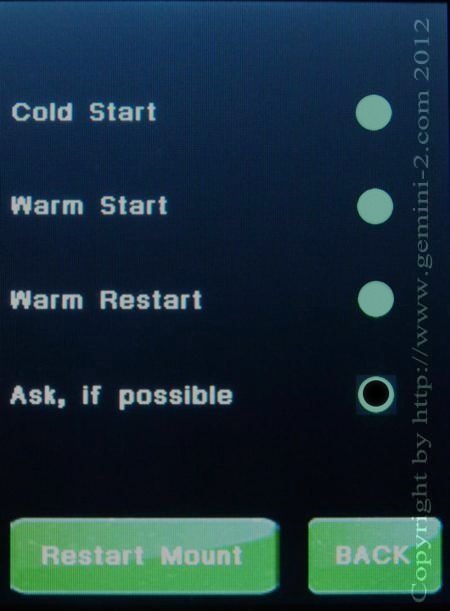 Cold Start
Warm Start
Warm Restart
Ask, if possible
Restart Mount
BACK
Copyright by http://www.gemini-2.com 2012